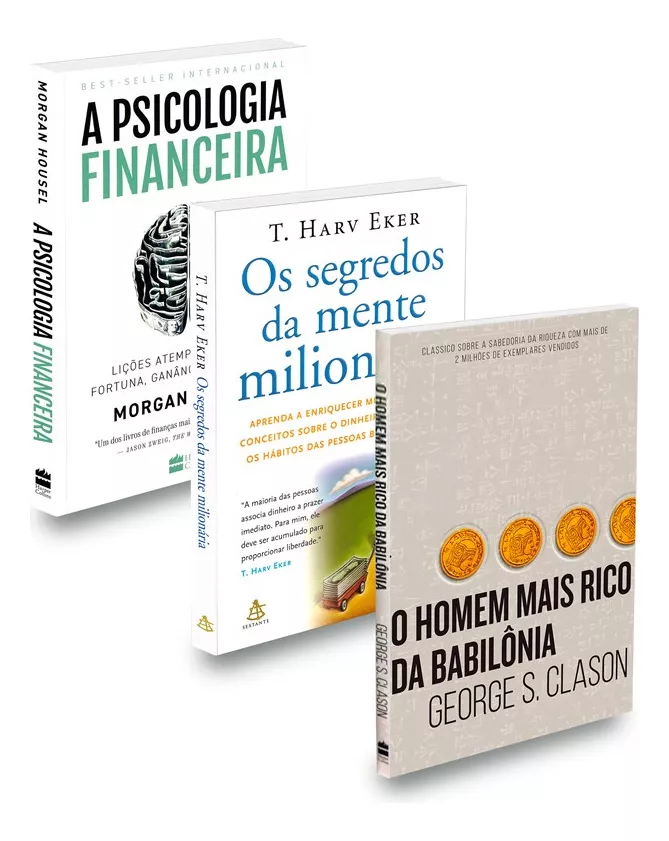 BEST-SELLER INTERNACIONAL
A PSICOLOGIA
FINANCEIRA
LIÇÕES ATEMP
FORTUNA, GANÂNC
MORGAN
"Um dos livros de finanças mai
— JASON ZWEIG, THE W
MORGAN HOUSEL
A PSICOLOGIA FINANCEIRA
Harper
Collins
T. HARV EKER
Os segredos
da mente
milion
APRENDA A ENRIQUECER M
CONCEITOS SOBRE O DINHEI
OS HÁBITOS DAS PESSOAS B
"A maioria das pessoas
associa dinheiro a prazer
imediato. Para mim, ele
deve ser acumulado para
proporcionar liberdade."
T. HARV EKER
SEXTANTE
T. HARV EKER Os segredos da mente milionária
CLÁSSICO SOBRE A SABEDORIA DA RIQUEZA COM MAIS DE
2 MILHÕES DE EXEMPLARES VENDIDOS
O HOMEM MAIS RICO
DA BABILÔNIA
GEORGE S. CLASON
O HOMEM MAIS RICO DA BABILÔNIA
GEORGE S. CLASON